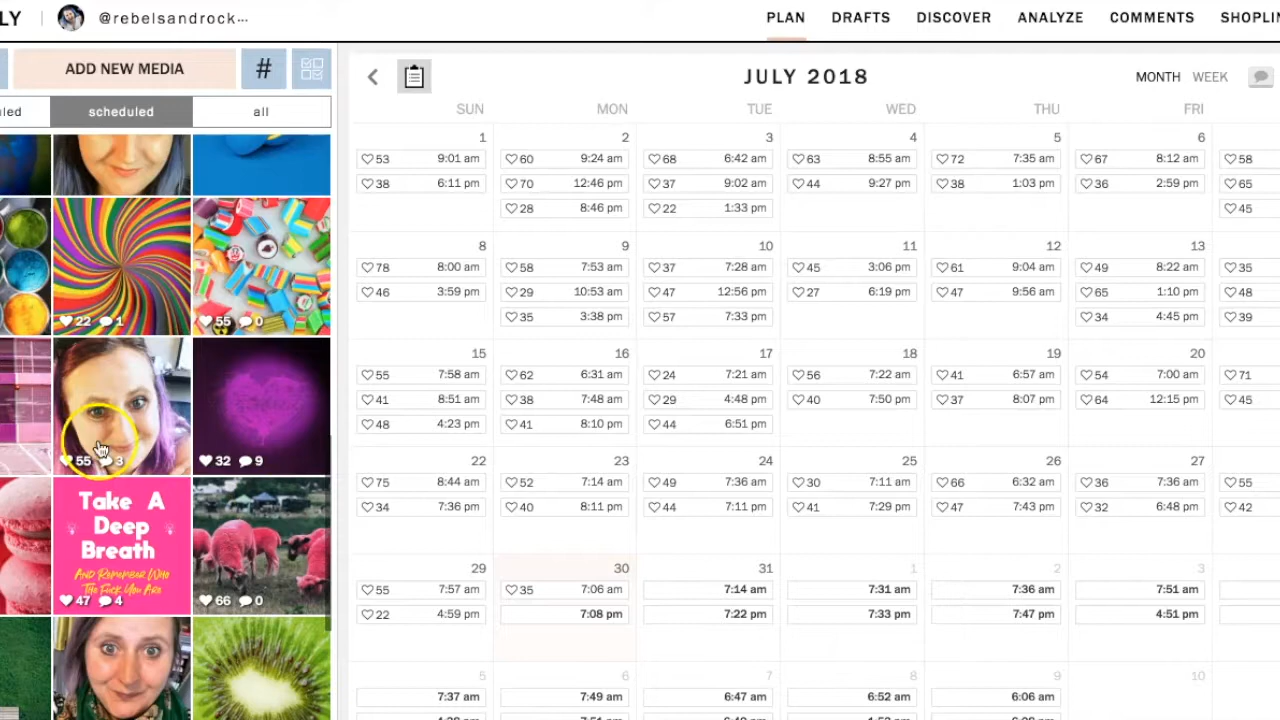 LY @rebelsandrock... PLAN DRAFTS DISCOVER ANALYZE COMMENTS SHOPLIN
ADD NEW MEDIA #
led scheduled all
22 1 55 0
55 3 32 9
Take A
Deep
Breath
And Remember Who
The Fuck You Are
47 4 66 0
JULY 2018 MONTH WEEK
SUN MON TUE WED THU FRI
1 2 3 4 5 6
53 9:01 am 60 9:24 am 68 6:42 am 63 8:55 am 72 7:35 am 67 8:12 am 58
38 6:11 pm 70 12:46 pm 37 9:02 am 44 9:27 pm 38 1:03 pm 36 2:59 pm 65
28 8:46 pm 22 1:33 pm 45
8 9 10 11 12 13
78 8:00 am 58 7:53 am 37 7:28 am 45 3:06 pm 61 9:04 am 49 8:22 am 35
46 3:59 pm 29 10:53 am 47 12:56 pm 27 6:19 pm 47 9:56 am 65 1:10 pm 48
35 3:38 pm 57 7:33 pm 34 4:45 pm 39
15 16 17 18 19 20
55 7:58 am 62 6:31 am 24 7:21 am 56 7:22 am 41 6:57 am 54 7:00 am 71
41 8:51 am 38 7:48 am 29 4:48 pm 40 7:50 pm 37 8:07 pm 64 12:15 pm 45
48 4:23 pm 41 8:10 pm 44 6:51 pm
22 23 24 25 26 27
75 8:44 am 52 7:14 am 49 7:36 am 30 7:11 am 66 6:32 am 36 7:36 am 55
34 7:36 pm 40 8:11 pm 44 7:11 pm 41 7:29 pm 47 7:43 pm 32 6:48 pm 42
29 30 31 1 2 3
55 7:57 am 35 7:06 am 7:14 am 7:31 am 7:36 am 7:51 am
22 4:59 pm 7:08 pm 7:22 pm 7:33 pm 7:47 pm 4:51 pm
5 6 7 8 9 10
7:37 am 7:49 am 6:47 am 6:52 am 6:06 am